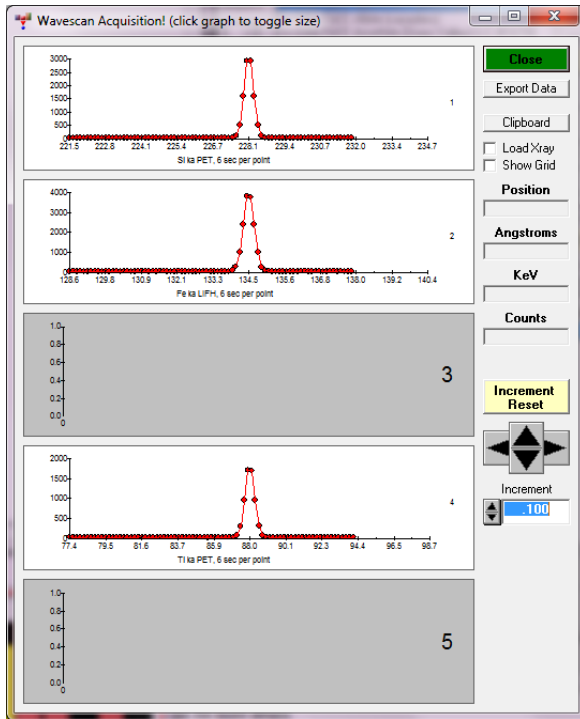 Wavescan Acquisition! (click graph to toggle size)
3000
2500
2000
1500
1000
500
0
221.5 222.8 224.1 225.4 226.8 228.1 229.4 230.7 232.0 233.4 234.7
Si ka PET, 6 sec per point
1
4000
3000
2000
1000
0
128.6 129.8 130.9 132.1 133.3 134.5 135.6 136.8 138.0 139.2 140.4
Fe ka LIFH, 6 sec per point
2
1.0
0.8
0.6
0.4
0.2
0.0
0
3
2000
1500
1000
500
0
77.4 79.5 81.6 83.7 85.9 88.0 90.1 92.3 94.4 96.5 98.7
Ti ka PET, 6 sec per point
4
1.0
0.8
0.6
0.4
0.2
0.0
0
5
Close
Export Data
Clipboard
Load Xray
Show Grid
Position
Angstroms
KeV
Counts
Increment
Reset
Increment
.100